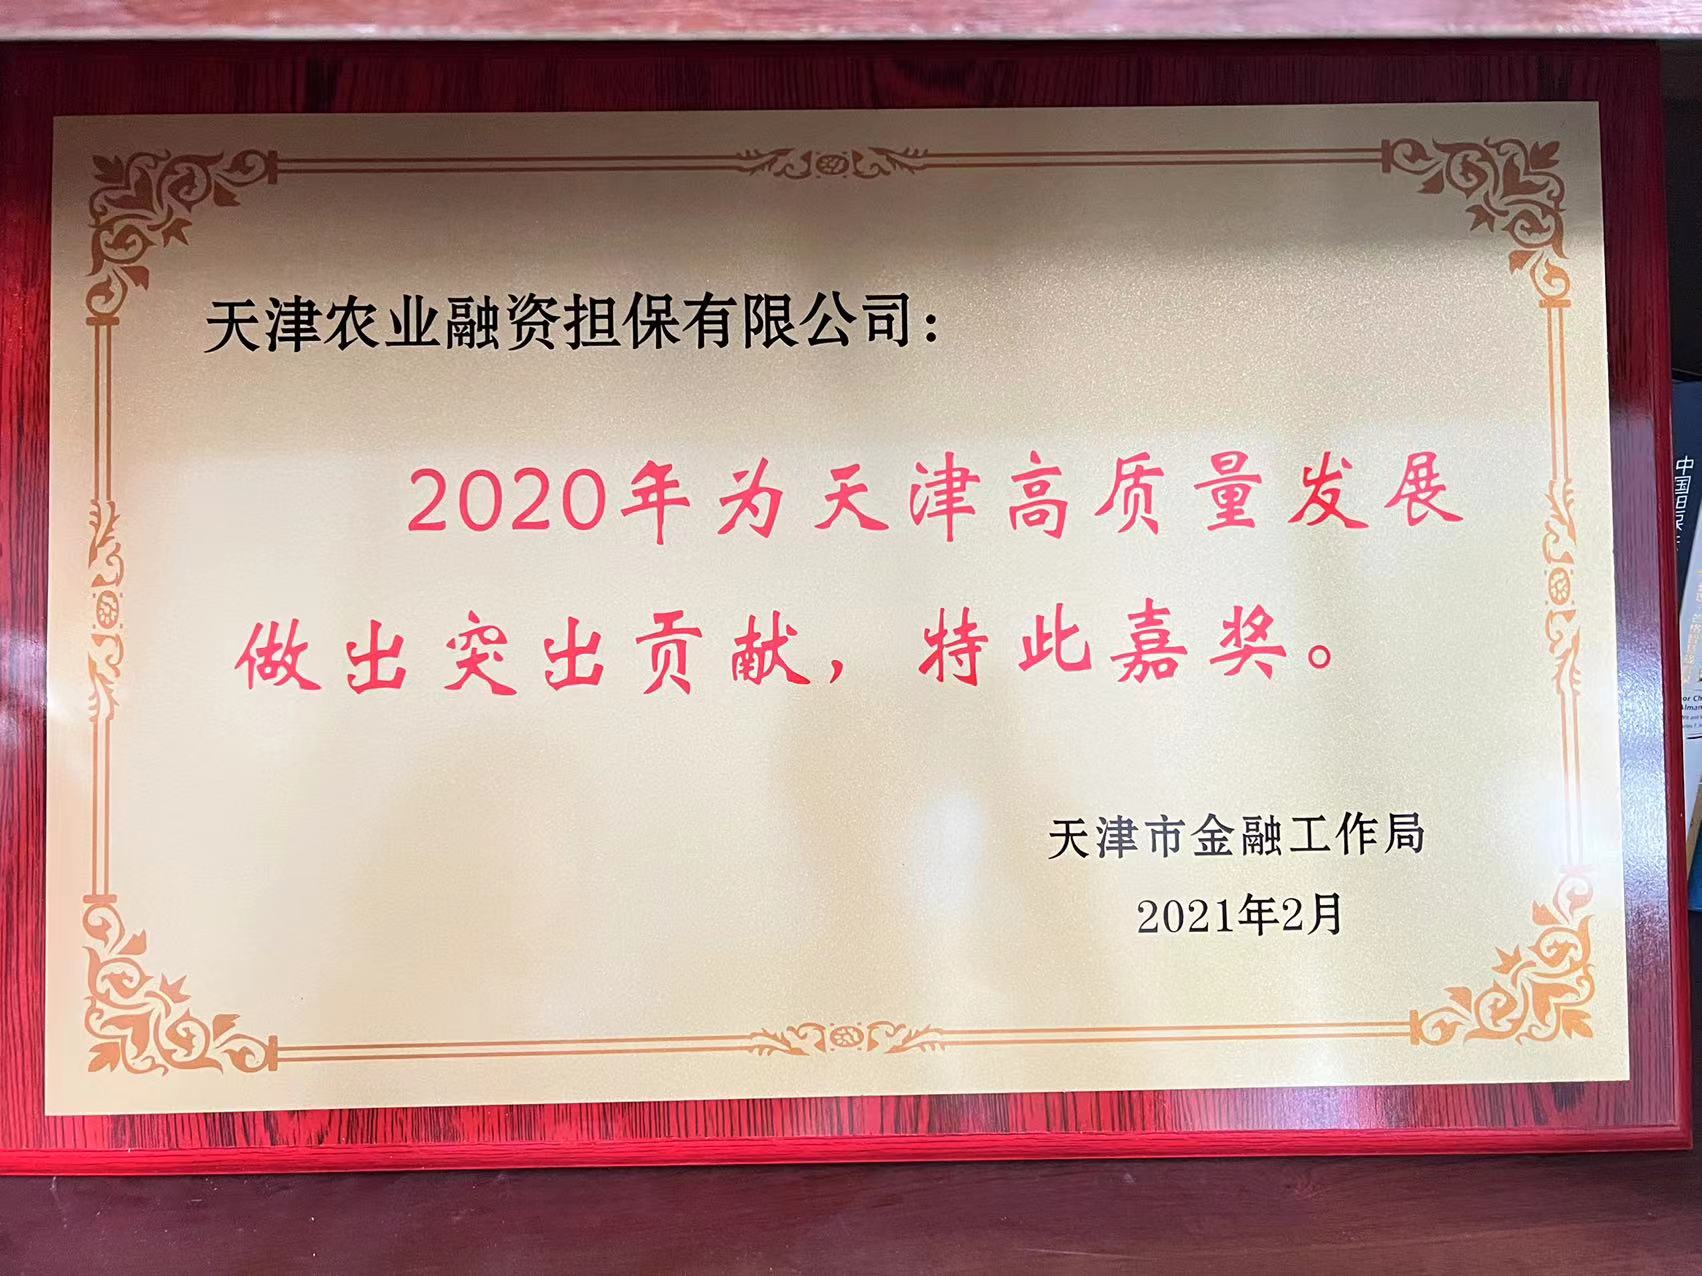 天津农业融资担保有限公司：
2020年为天津高质量发展
做出突出贡献，特此嘉奖。
天津市金融工作局
2021年2月
中国